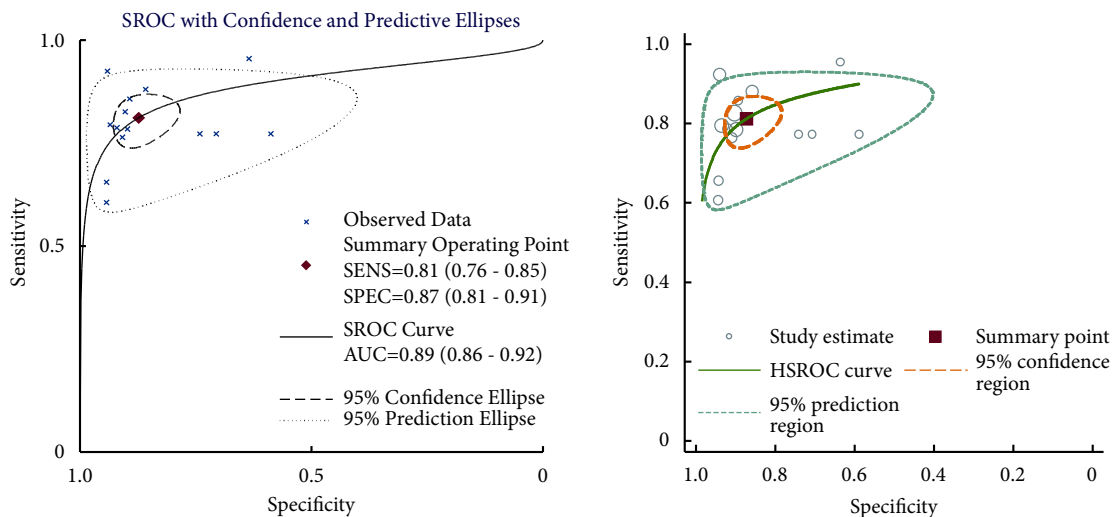 SROC with Confidence and Predictive Ellipses
1.0
0.5
0
Sensitivity
1.0
0.5
0
Specificity
Observed Data
Summary Operating Point
SENS=0.81 (0.76 - 0.85)
SPEC=0.87 (0.81 - 0.91)
SROC Curve
AUC=0.89 (0.86 - 0.92)
95% Confidence Ellipse
95% Prediction Ellipse
1.0
0.8
0.6
0.4
0.2
0
Sensitivity
1.0
0.8
0.6
0.4
0.2
0
Specificity
Study estimate
Summary point
HSROC curve
95% confidence
region
95% prediction
region